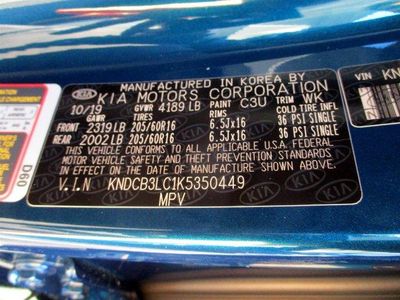 MANUFACTURED IN KOREA BY
KIA KIA MOTORS CORPORATION
10/19 GVWR 4189 LB PAINT C3U TRIM WK
GAWR TIRES RIMS COLD TIRE INFL
FRONT 2319 LB 205/60R16 6.5Jx16 36 PSI SINGLE
REAR 2002 LB 205/60R16 6.5Jx16 36 PSI SINGLE
THIS VEHICLE CONFORMS TO ALL APPLICABLE U.S.A FEDERAL
MOTOR VEHICLE SAFETY AND THEFT PREVENTION STANDARDS
IN EFFECT ON THE DATE OF MANUFACTURE SHOWN ABOVE.
V.I.N KNDCB3LC1K5350449
MPV
D60
VIN KN